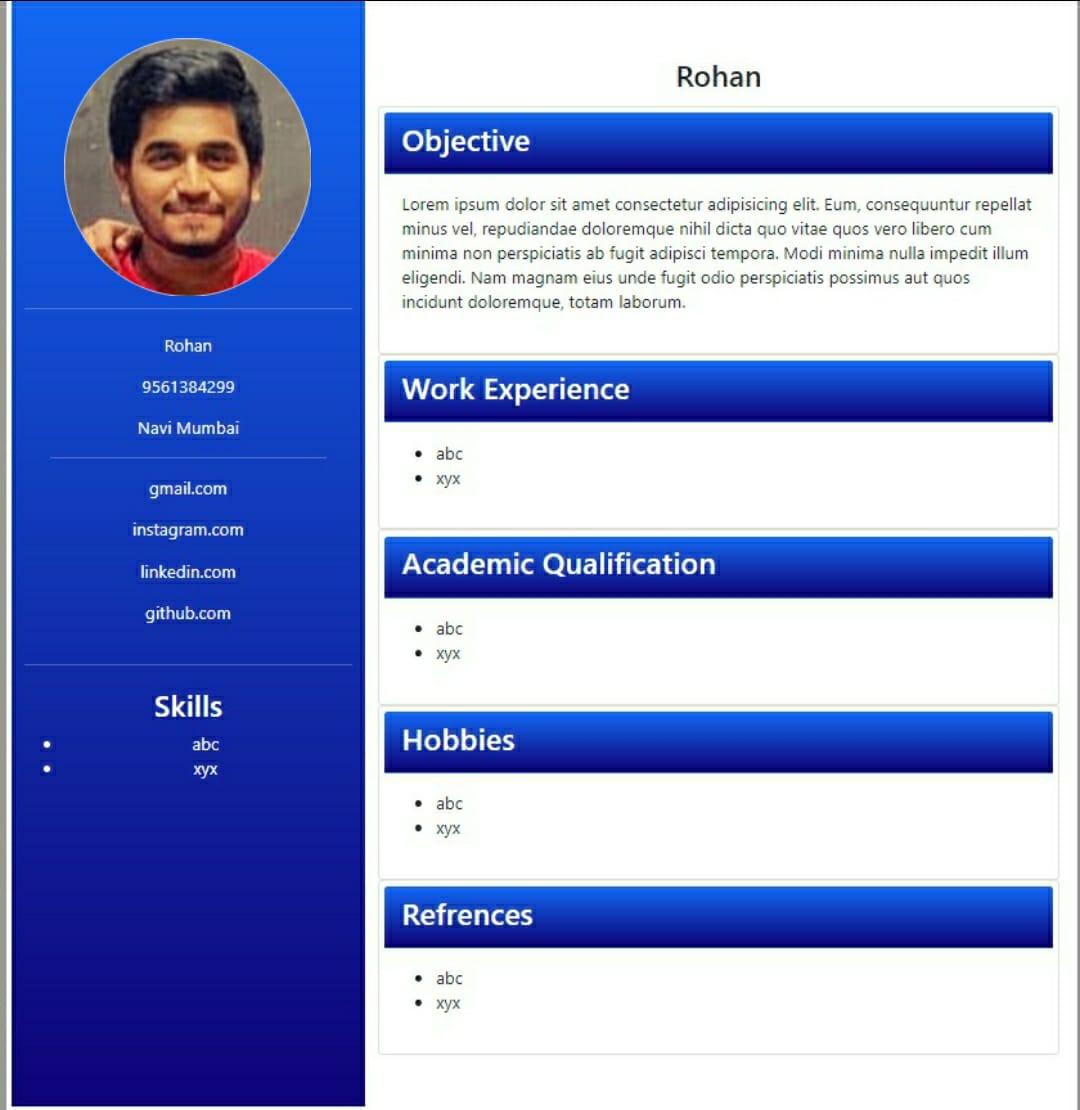 Rohan
9561384299
Navi Mumbai
gmail.com
instagram.com
linkedin.com
github.com
Skills
abc
xyx
Rohan
Objective
Lorem ipsum dolor sit amet consectetur adipisicing elit. Eum, consequuntur repellat
minus vel, repudiandae doloremque nihil dicta quo vitae quos vero libero cum
minima non perspiciatis ab fugit adipisci tempora. Modi minima nulla impedit illum
eligendi. Nam magnam eius unde fugit odio perspiciatis possimus aut quos
incidunt doloremque, totam laborum.
Work Experience
abc
xyx
Academic Qualification
abc
xyx
Hobbies
abc
xyx
Refrences
abc
xyx